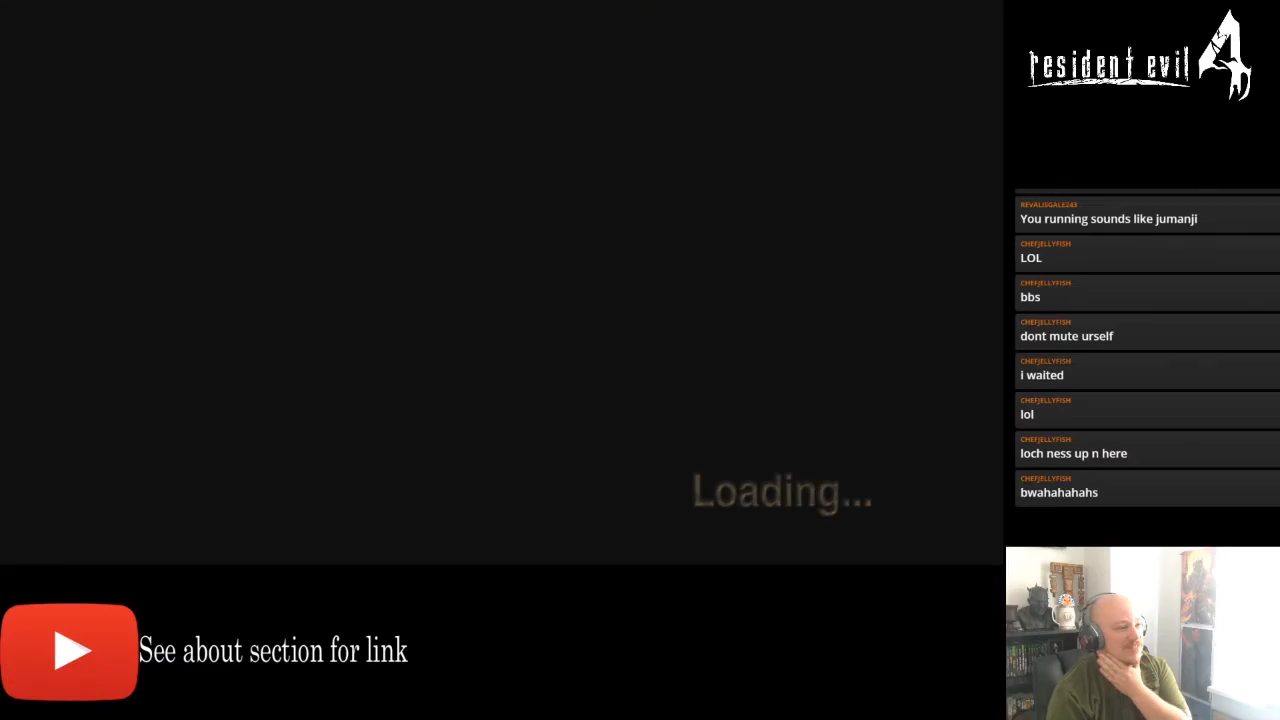 resident evil 4
REVALISGALE243
You running sounds like jumanji
CHEFJELLYFISH
LOL
CHEFJELLYFISH
bbs
CHEFJELLYFISH
dont mute urself
CHEFJELLYFISH
i waited
CHEFJELLYFISH
lol
CHEFJELLYFISH
loch ness up n here
CHEFJELLYFISH
bwahahahahs
Loading...
See about section for link